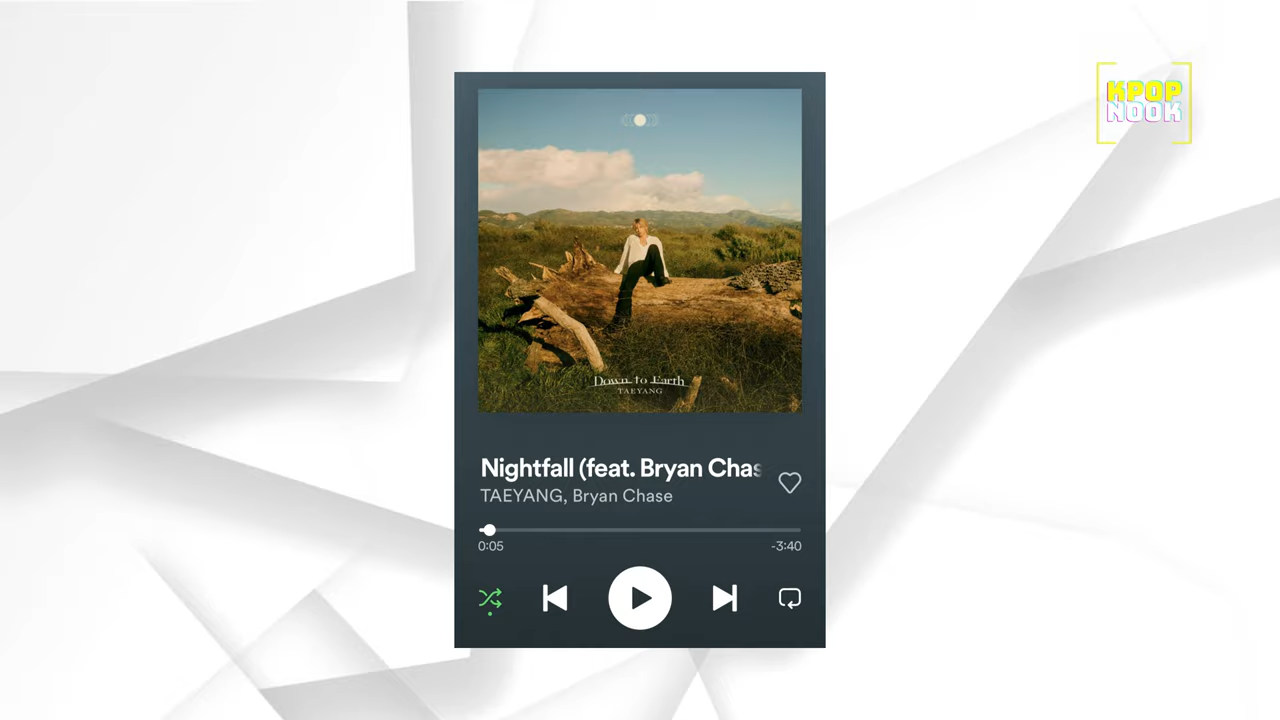 KPOP
NOOK
Down to Earth
TAEYANG
Nightfall (feat. Bryan Chas
TAEYANG, Bryan Chase
0:05
-3:40